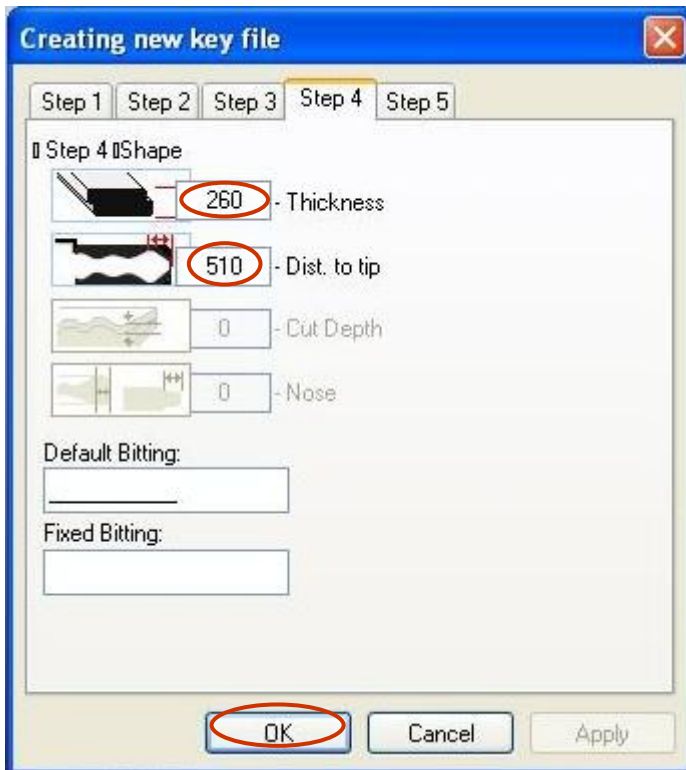 Creating new key file
Step 1 Step 2 Step 3 Step 4 Step 5
▯ Step 4 ▯Shape
260 - Thickness
510 - Dist. to tip
0 - Cut Depth
0 - Nose
Default Bitting:
__________
Fixed Bitting:
OK Cancel Apply